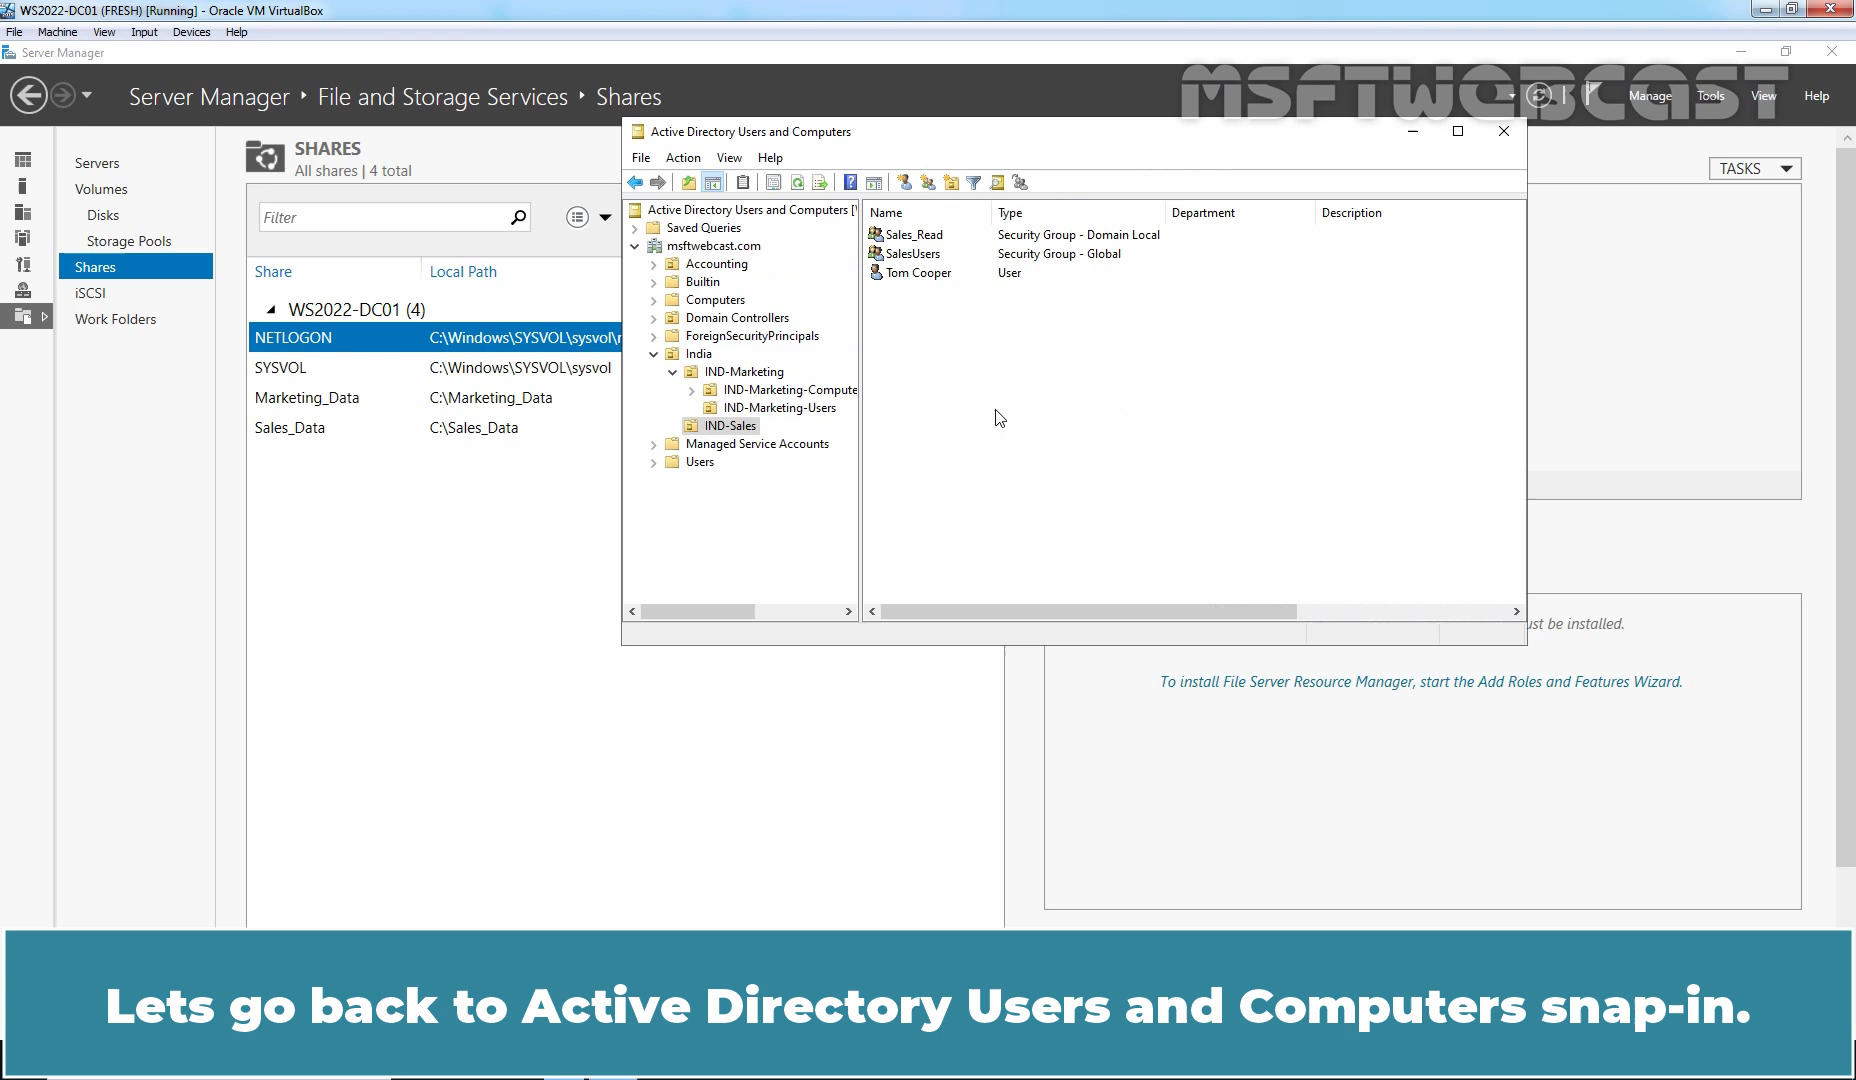 WS2022-DC01 (FRESH) [Running] - Oracle VM VirtualBox
File Machine View Input Devices Help
Server Manager
Server Manager File and Storage Services Shares
MSFTWEBCAST
Manage Tools View Help
Servers
Volumes
Disks
Storage Pools
Shares
iSCSI
Work Folders
SHARES
All shares | 4 total
TASKS
Filter
Share Local Path
WS2022-DC01 (4)
NETLOGON C:\Windows\SYSVOL\sysvol\
SYSVOL C:\Windows\SYSVOL\sysvol
Marketing_Data C:\Marketing_Data
Sales_Data C:\Sales_Data
Active Directory Users and Computers
File Action View Help
Active Directory Users and Computers [
Saved Queries
msftwebcast.com
Accounting
Builtin
Computers
Domain Controllers
ForeignSecurityPrincipals
India
IND-Marketing
IND-Marketing-Compute
IND-Marketing-Users
IND-Sales
Managed Service Accounts
Users
Name Type Department Description
Sales_Read Security Group - Domain Local
SalesUsers Security Group - Global
Tom Cooper User
ust be installed.
To install File Server Resource Manager, start the Add Roles and Features Wizard.
Lets go back to Active Directory Users and Computers snap-in.